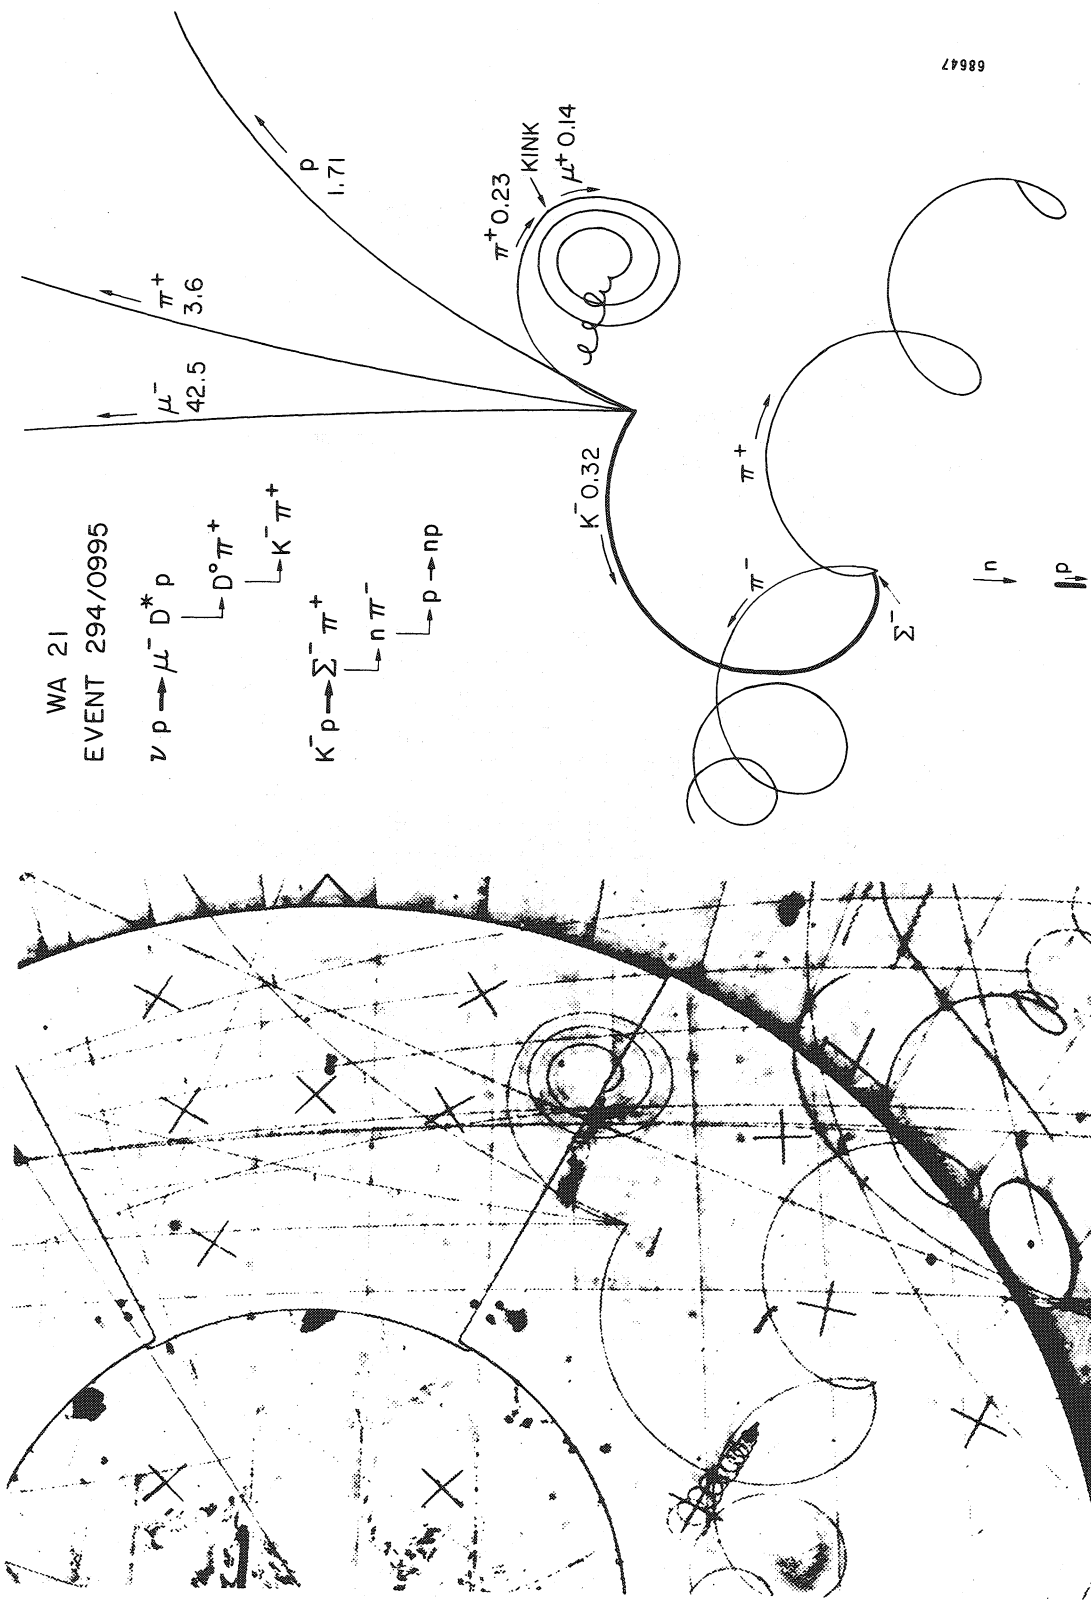 WA 21
EVENT 294/0995
ν p → μ⁻ D* p
→ D° π⁺
→ K⁻ π⁺
K⁻ p → Σ⁻ π⁺
→ n π⁻
→ p → np
μ⁻
42.5
π⁺
3.6
p
1.71
π⁺ 0.23
KINK
μ⁺ 0.14
K⁻ 0.32
π⁻
π⁺
Σ⁻
n
p
68647